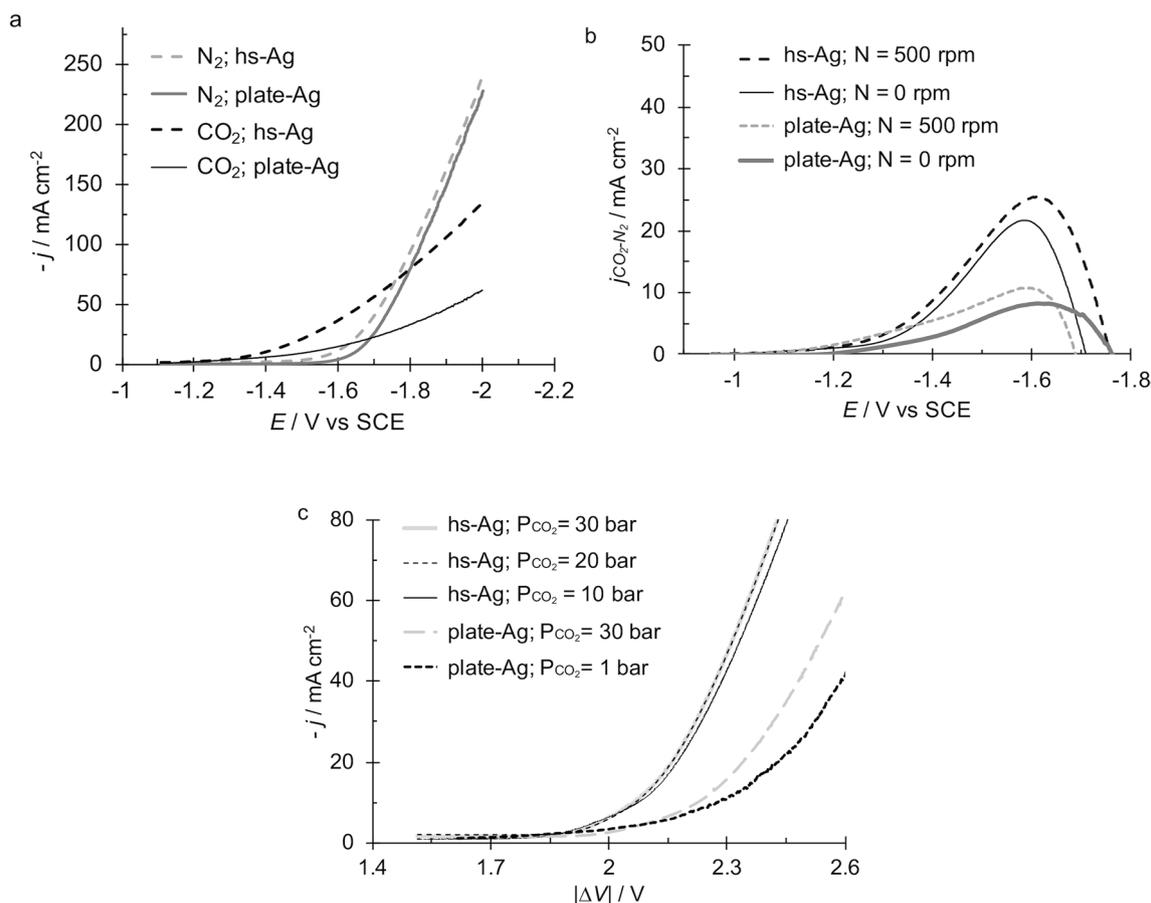 a
N2; hs-Ag
N2; plate-Ag
CO2; hs-Ag
CO2; plate-Ag
250
200
150
100
50
0
-1
-1.2
-1.4
-1.6
-1.8
-2
-2.2
- j / mA cm-2
E / V vs SCE
b
hs-Ag; N = 500 rpm
hs-Ag; N = 0 rpm
plate-Ag; N = 500 rpm
plate-Ag; N = 0 rpm
50
40
30
20
10
0
-1
-1.2
-1.4
-1.6
-1.8
jCO2-N2 / mA cm-2
E / V vs SCE
c
hs-Ag; PCO2= 30 bar
hs-Ag; PCO2= 20 bar
hs-Ag; PCO2 = 10 bar
plate-Ag; PCO2= 30 bar
plate-Ag; PCO2= 1 bar
80
60
40
20
0
1.4
1.7
2
2.3
2.6
- j / mA cm-2
|ΔV| / V